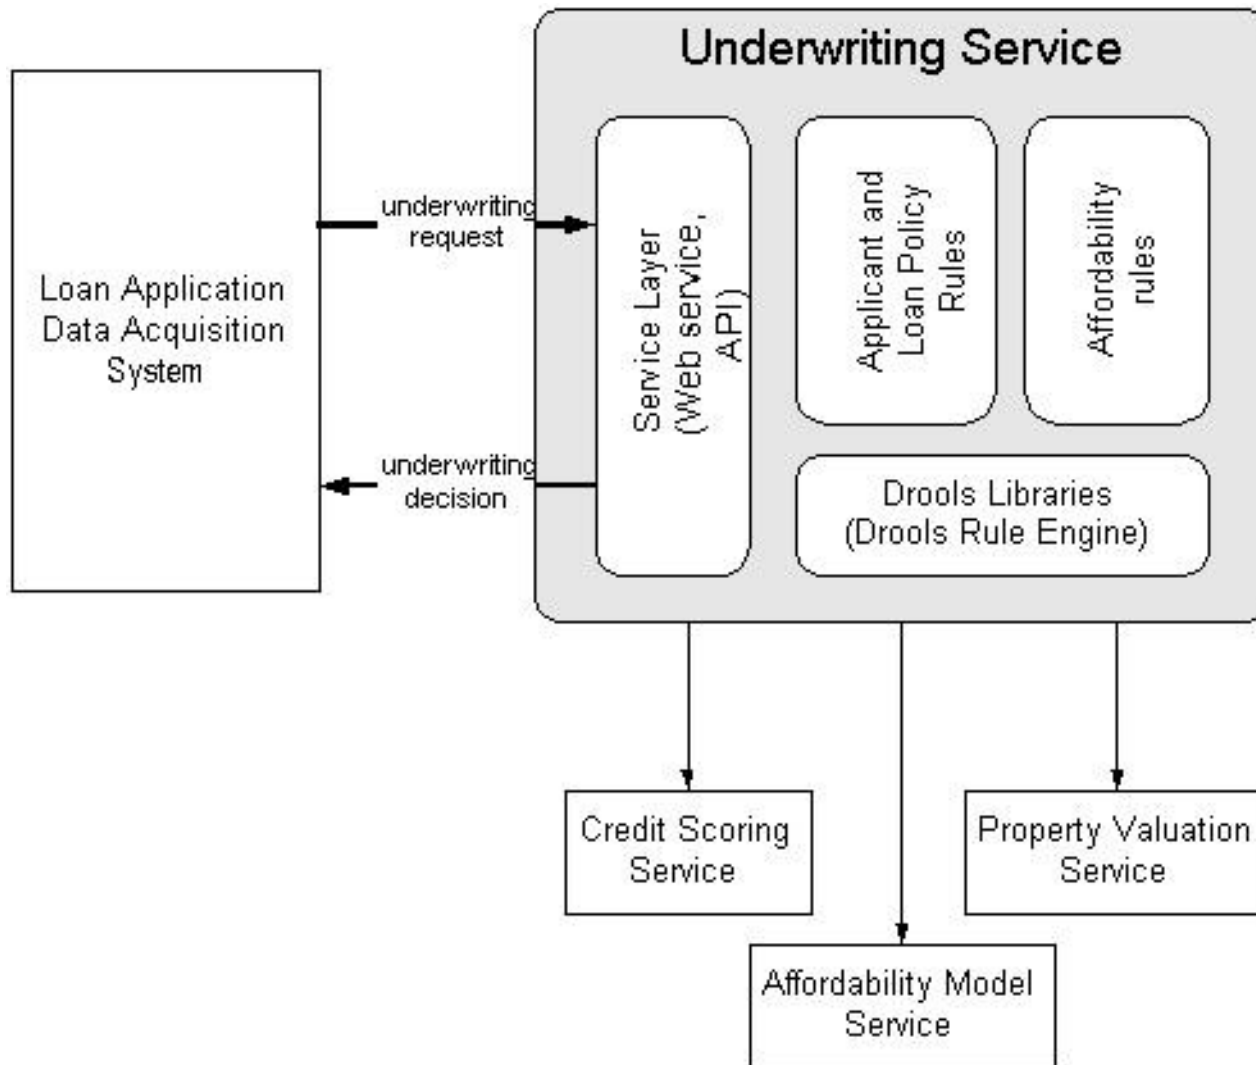 Underwriting Service
Loan Application
Data Acquisition
System
underwriting
request
underwriting
decision
Service Layer
(Web service,
API)
Applicant and
Loan Policy
Rules
Affordability
rules
Drools Libraries
(Drools Rule Engine)
Credit Scoring
Service
Property Valuation
Service
Affordability Model
Service